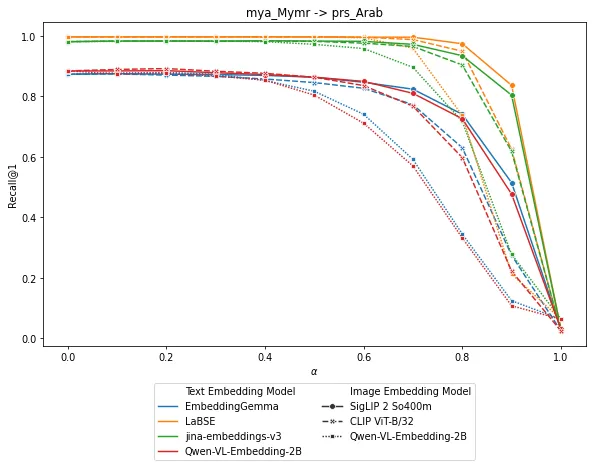 mya_Mymr -> prs_Arab
Recall@1
1.0
0.8
0.6
0.4
0.2
0.0
0.0 0.2 0.4 0.6 0.8 1.0
α
Text Embedding Model
EmbeddingGemma
LaBSE
jina-embeddings-v3
Qwen-VL-Embedding-2B
Image Embedding Model
SigLIP 2 So400m
CLIP ViT-B/32
Qwen-VL-Embedding-2B